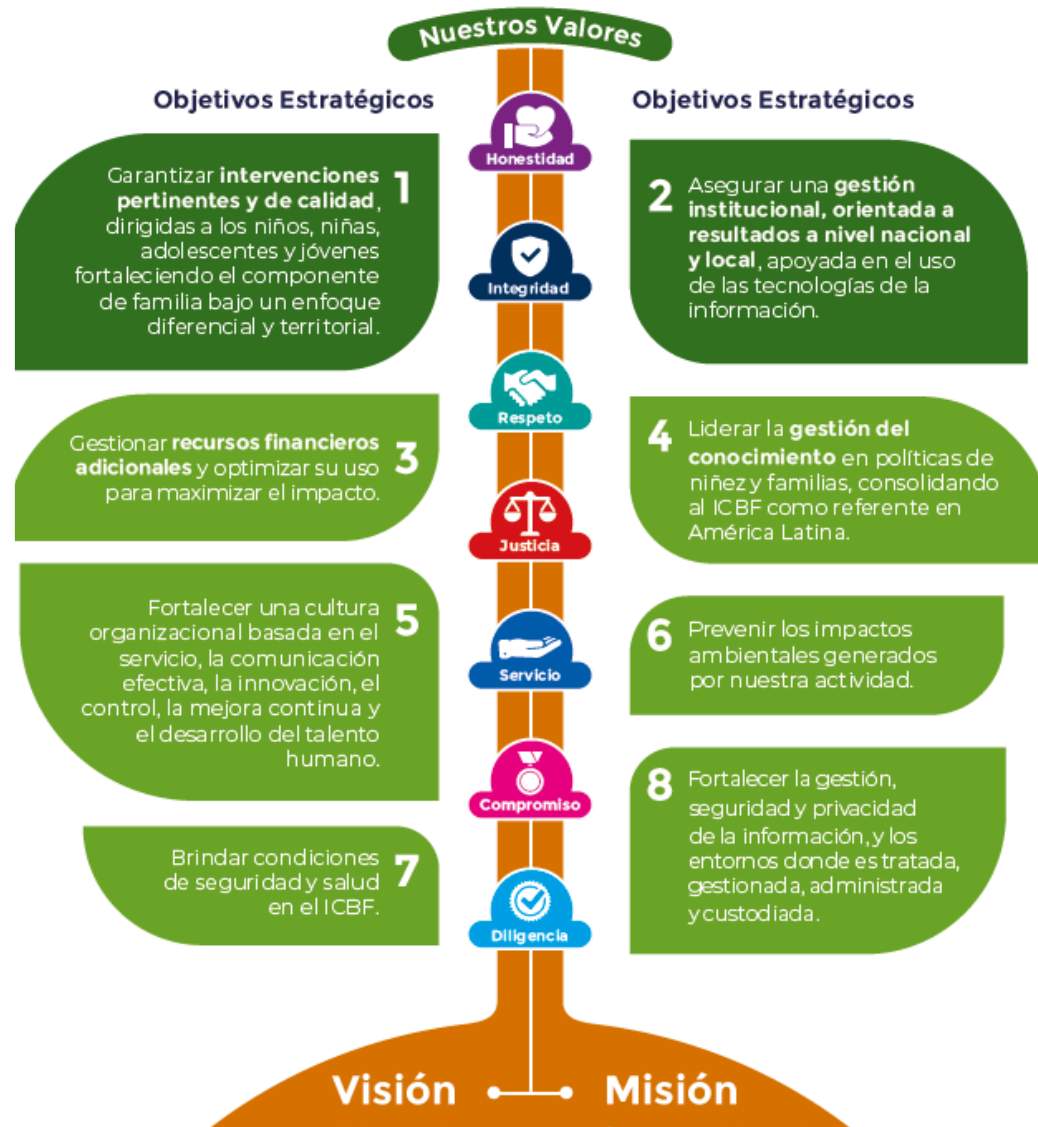 Nuestros Valores
Objetivos Estratégicos
Objetivos Estratégicos
Honestidad
1
Garantizar intervenciones
pertinentes y de calidad,
dirigidas a los niños, niñas,
adolescentes y jóvenes
fortaleciendo el componente
de familia bajo un enfoque
diferencial y territorial.
2
Asegurar una gestión
institucional, orientada a
resultados a nivel nacional
y local, apoyada en el uso
de las tecnologías de la
información.
Integridad
Respeto
3
Gestionar recursos financieros
adicionales y optimizar su uso
para maximizar el impacto.
4
Liderar la gestión del
conocimiento en políticas de
niñez y familias, consolidando
al ICBF como referente en
América Latina.
Justicia
5
Fortalecer una cultura
organizacional basada en el
servicio, la comunicación
efectiva, la innovación, el
control, la mejora continua y
el desarrollo del talento
humano.
6
Prevenir los impactos
ambientales generados
por nuestra actividad.
Servicio
Compromiso
7
Brindar condiciones
de seguridad y salud
en el ICBF.
8
Fortalecer la gestión,
seguridad y privacidad
de la información, y los
entornos donde es tratada,
gestionada, administrada
y custodiada.
Diligencia
Visión
Misión